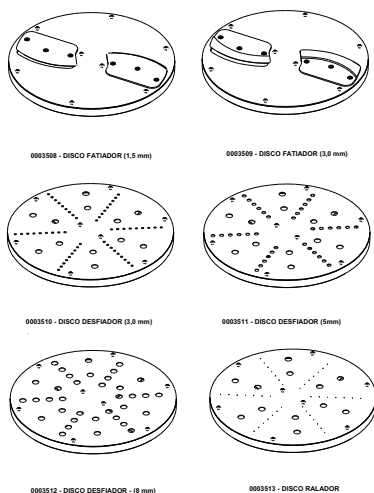 0003508 - DISCO FATIADOR (1,5 mm)
0003509 - DISCO FATIADOR (3,0 mm)
0003510 - DISCO DESFIADOR (3,0 mm)
0003511 - DISCO DESFIADOR (5mm)
0003512 - DISCO DESFIADOR - (8 mm)
0003513 - DISCO RALADOR